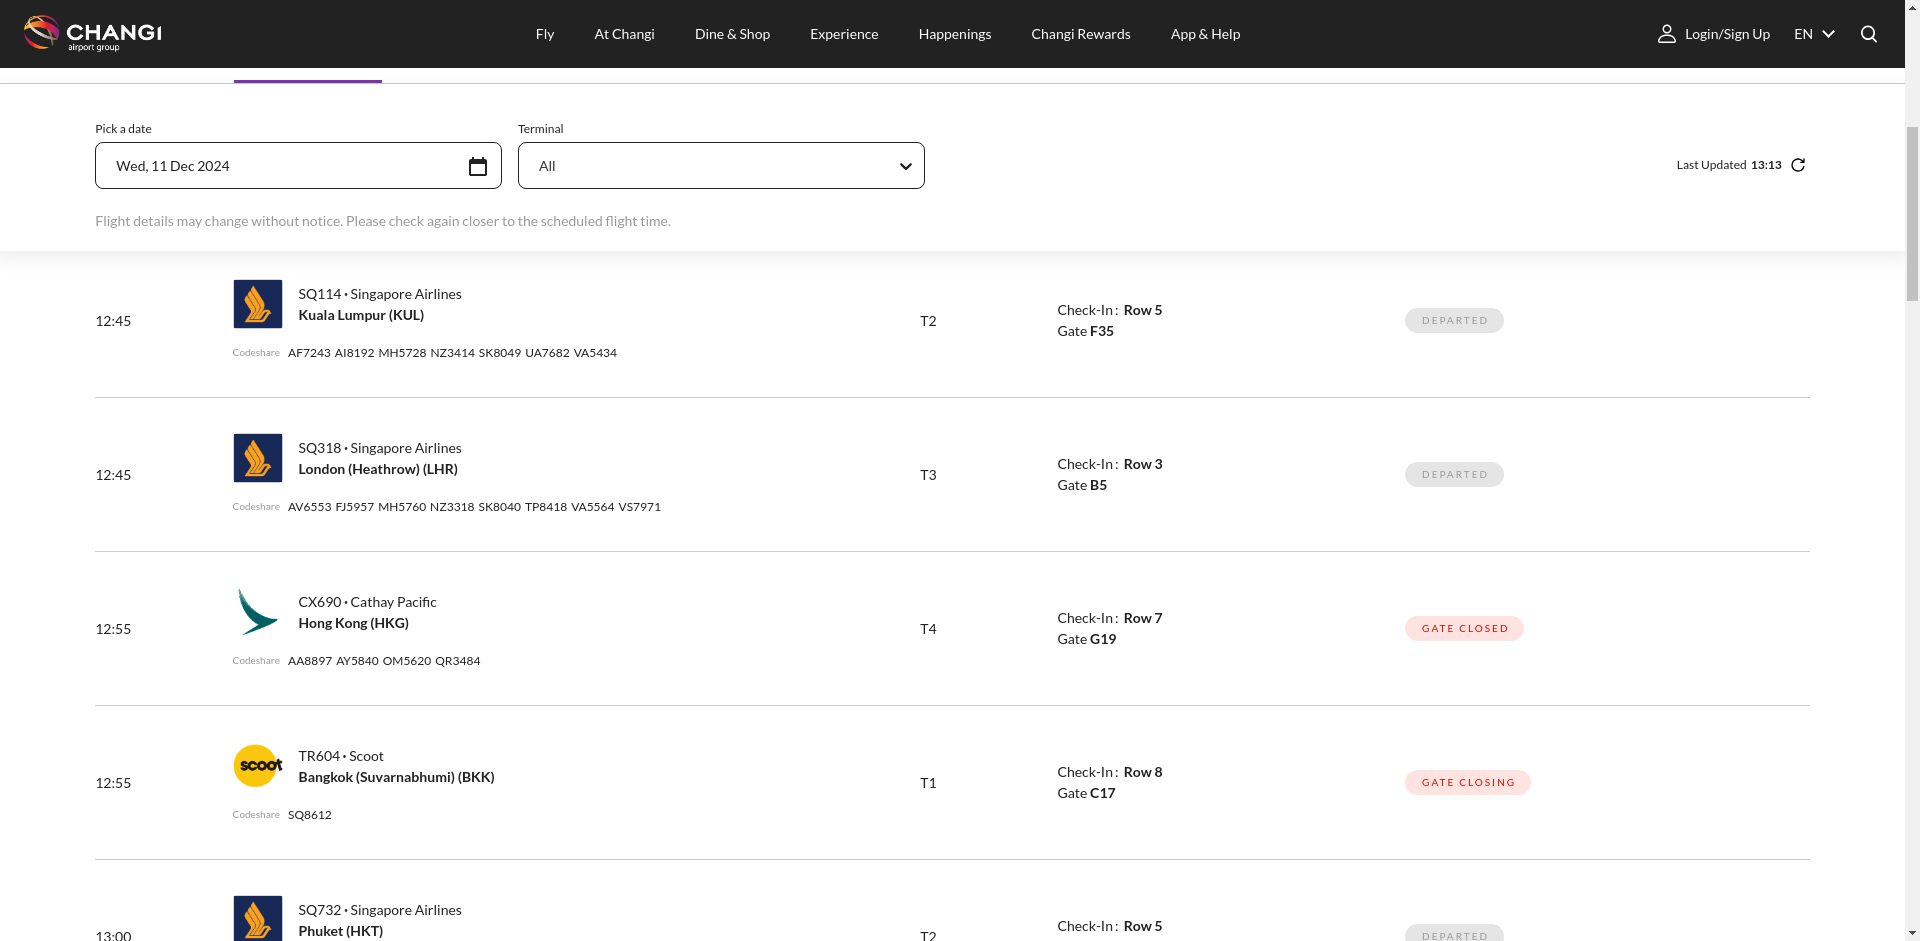 CHANGI
airport group
Fly
At Changi
Dine & Shop
Experience
Happenings
Changi Rewards
App & Help
Login/Sign Up
EN
Pick a date
Wed, 11 Dec 2024
Terminal
All
Last Updated 13:13
Flight details may change without notice. Please check again closer to the scheduled flight time.
12:45
SQ114 • Singapore Airlines
Kuala Lumpur (KUL)
Codeshare AF7243 AI8192 MH5728 NZ3414 SK8049 UA7682 VA5434
T2
Check-In : Row 5
Gate F35
DEPARTED
12:45
SQ318 • Singapore Airlines
London (Heathrow) (LHR)
Codeshare AV6553 FJ5957 MH5760 NZ3318 SK8040 TP8418 VA5564 VS7971
T3
Check-In : Row 3
Gate B5
DEPARTED
12:55
CX690 • Cathay Pacific
Hong Kong (HKG)
Codeshare AA8897 AY5840 OM5620 QR3484
T4
Check-In : Row 7
Gate G19
GATE CLOSED
12:55
scoot
TR604 • Scoot
Bangkok (Suvarnabhumi) (BKK)
Codeshare SQ8612
T1
Check-In : Row 8
Gate C17
GATE CLOSING
13:00
SQ732 • Singapore Airlines
Phuket (HKT)
T2
Check-In : Row 5
DEPARTED